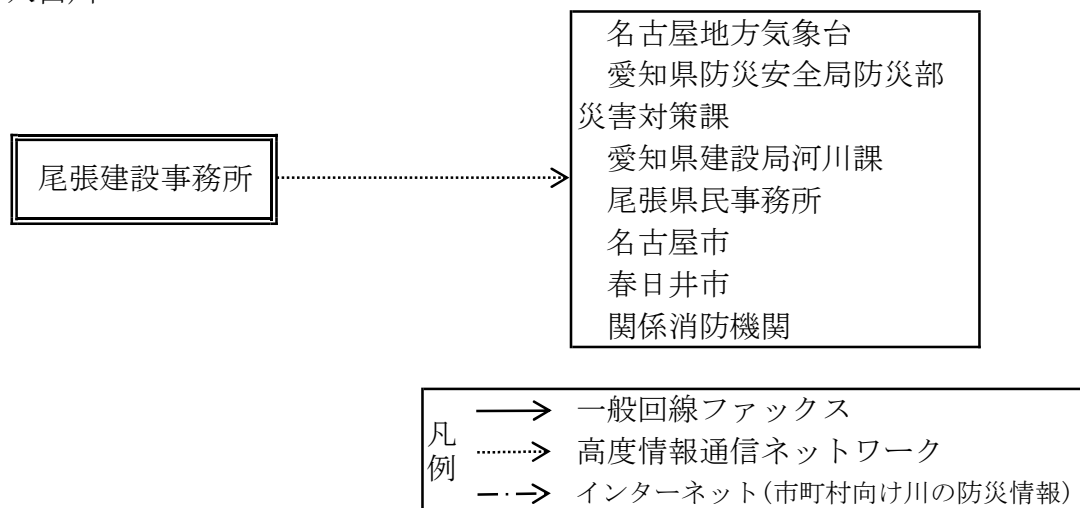 名古屋地方気象台
愛知県防災安全局防災部
災害対策課
愛知県建設局河川課
尾張県民事務所
名古屋市
春日井市
関係消防機関
尾張建設事務所
凡例
一般回線ファックス
高度情報通信ネットワーク
インターネット(市町村向け川の防災情報)